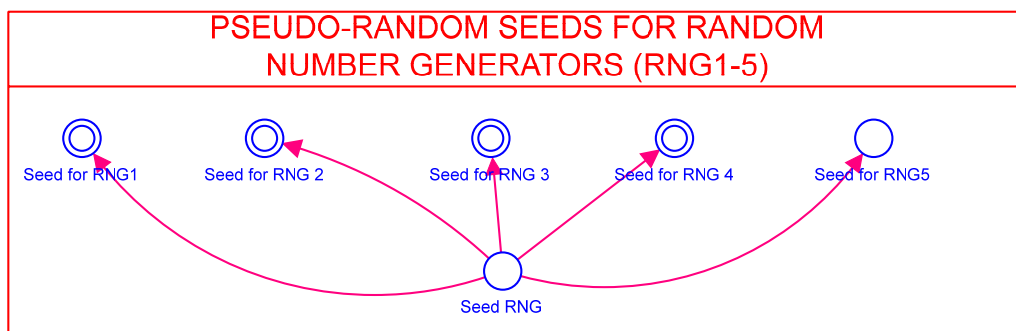 PSEUDO-RANDOM SEEDS FOR RANDOM
NUMBER GENERATORS (RNG1-5)
Seed for RNG1
Seed for RNG 2
Seed for RNG 3
Seed for RNG 4
Seed for RNG5
Seed RNG